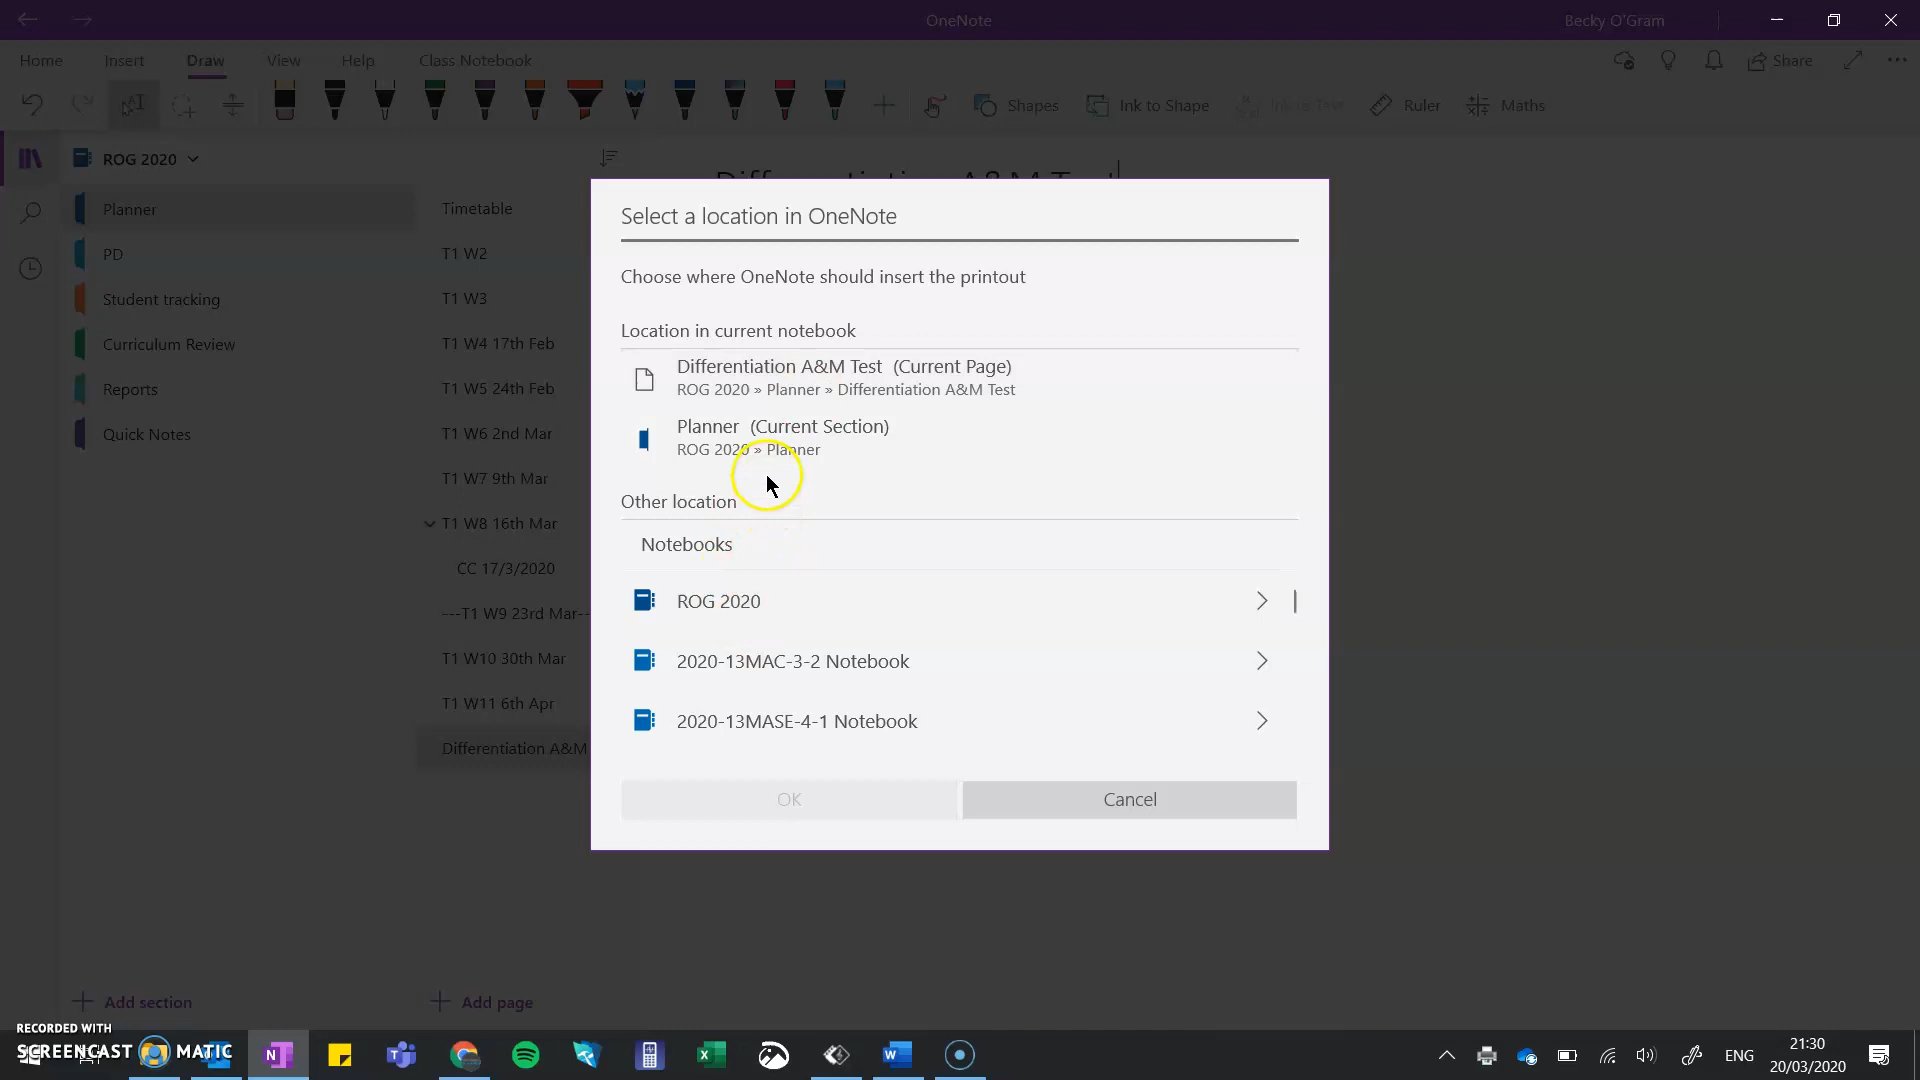 OneNote
Becky O'Gram
Home Insert Draw View Help Class Notebook
Share
Shapes Ink to Shape Ruler Maths
ROG 2020
Planner
PD
Student tracking
Curriculum Review
Reports
Quick Notes
Timetable
T1 W2
T1 W3
T1 W4 17th Feb
T1 W5 24th Feb
T1 W6 2nd Mar
T1 W7 9th Mar
T1 W8 16th Mar
CC 17/3/2020
---T1 W9 23rd Mar--
T1 W10 30th Mar
T1 W11 6th Apr
Differentiation A&M
Differentiation A&M Test
Select a location in OneNote
Choose where OneNote should insert the printout
Location in current notebook
Differentiation A&M Test (Current Page)
ROG 2020 » Planner » Differentiation A&M Test
Planner (Current Section)
ROG 2020 » Planner
Other location
Notebooks
ROG 2020
2020-13MAC-3-2 Notebook
2020-13MASE-4-1 Notebook
OK
Cancel
Add section
Add page
RECORDED WITH
SCREENCAST MATIC
ENG
21:30
20/03/2020